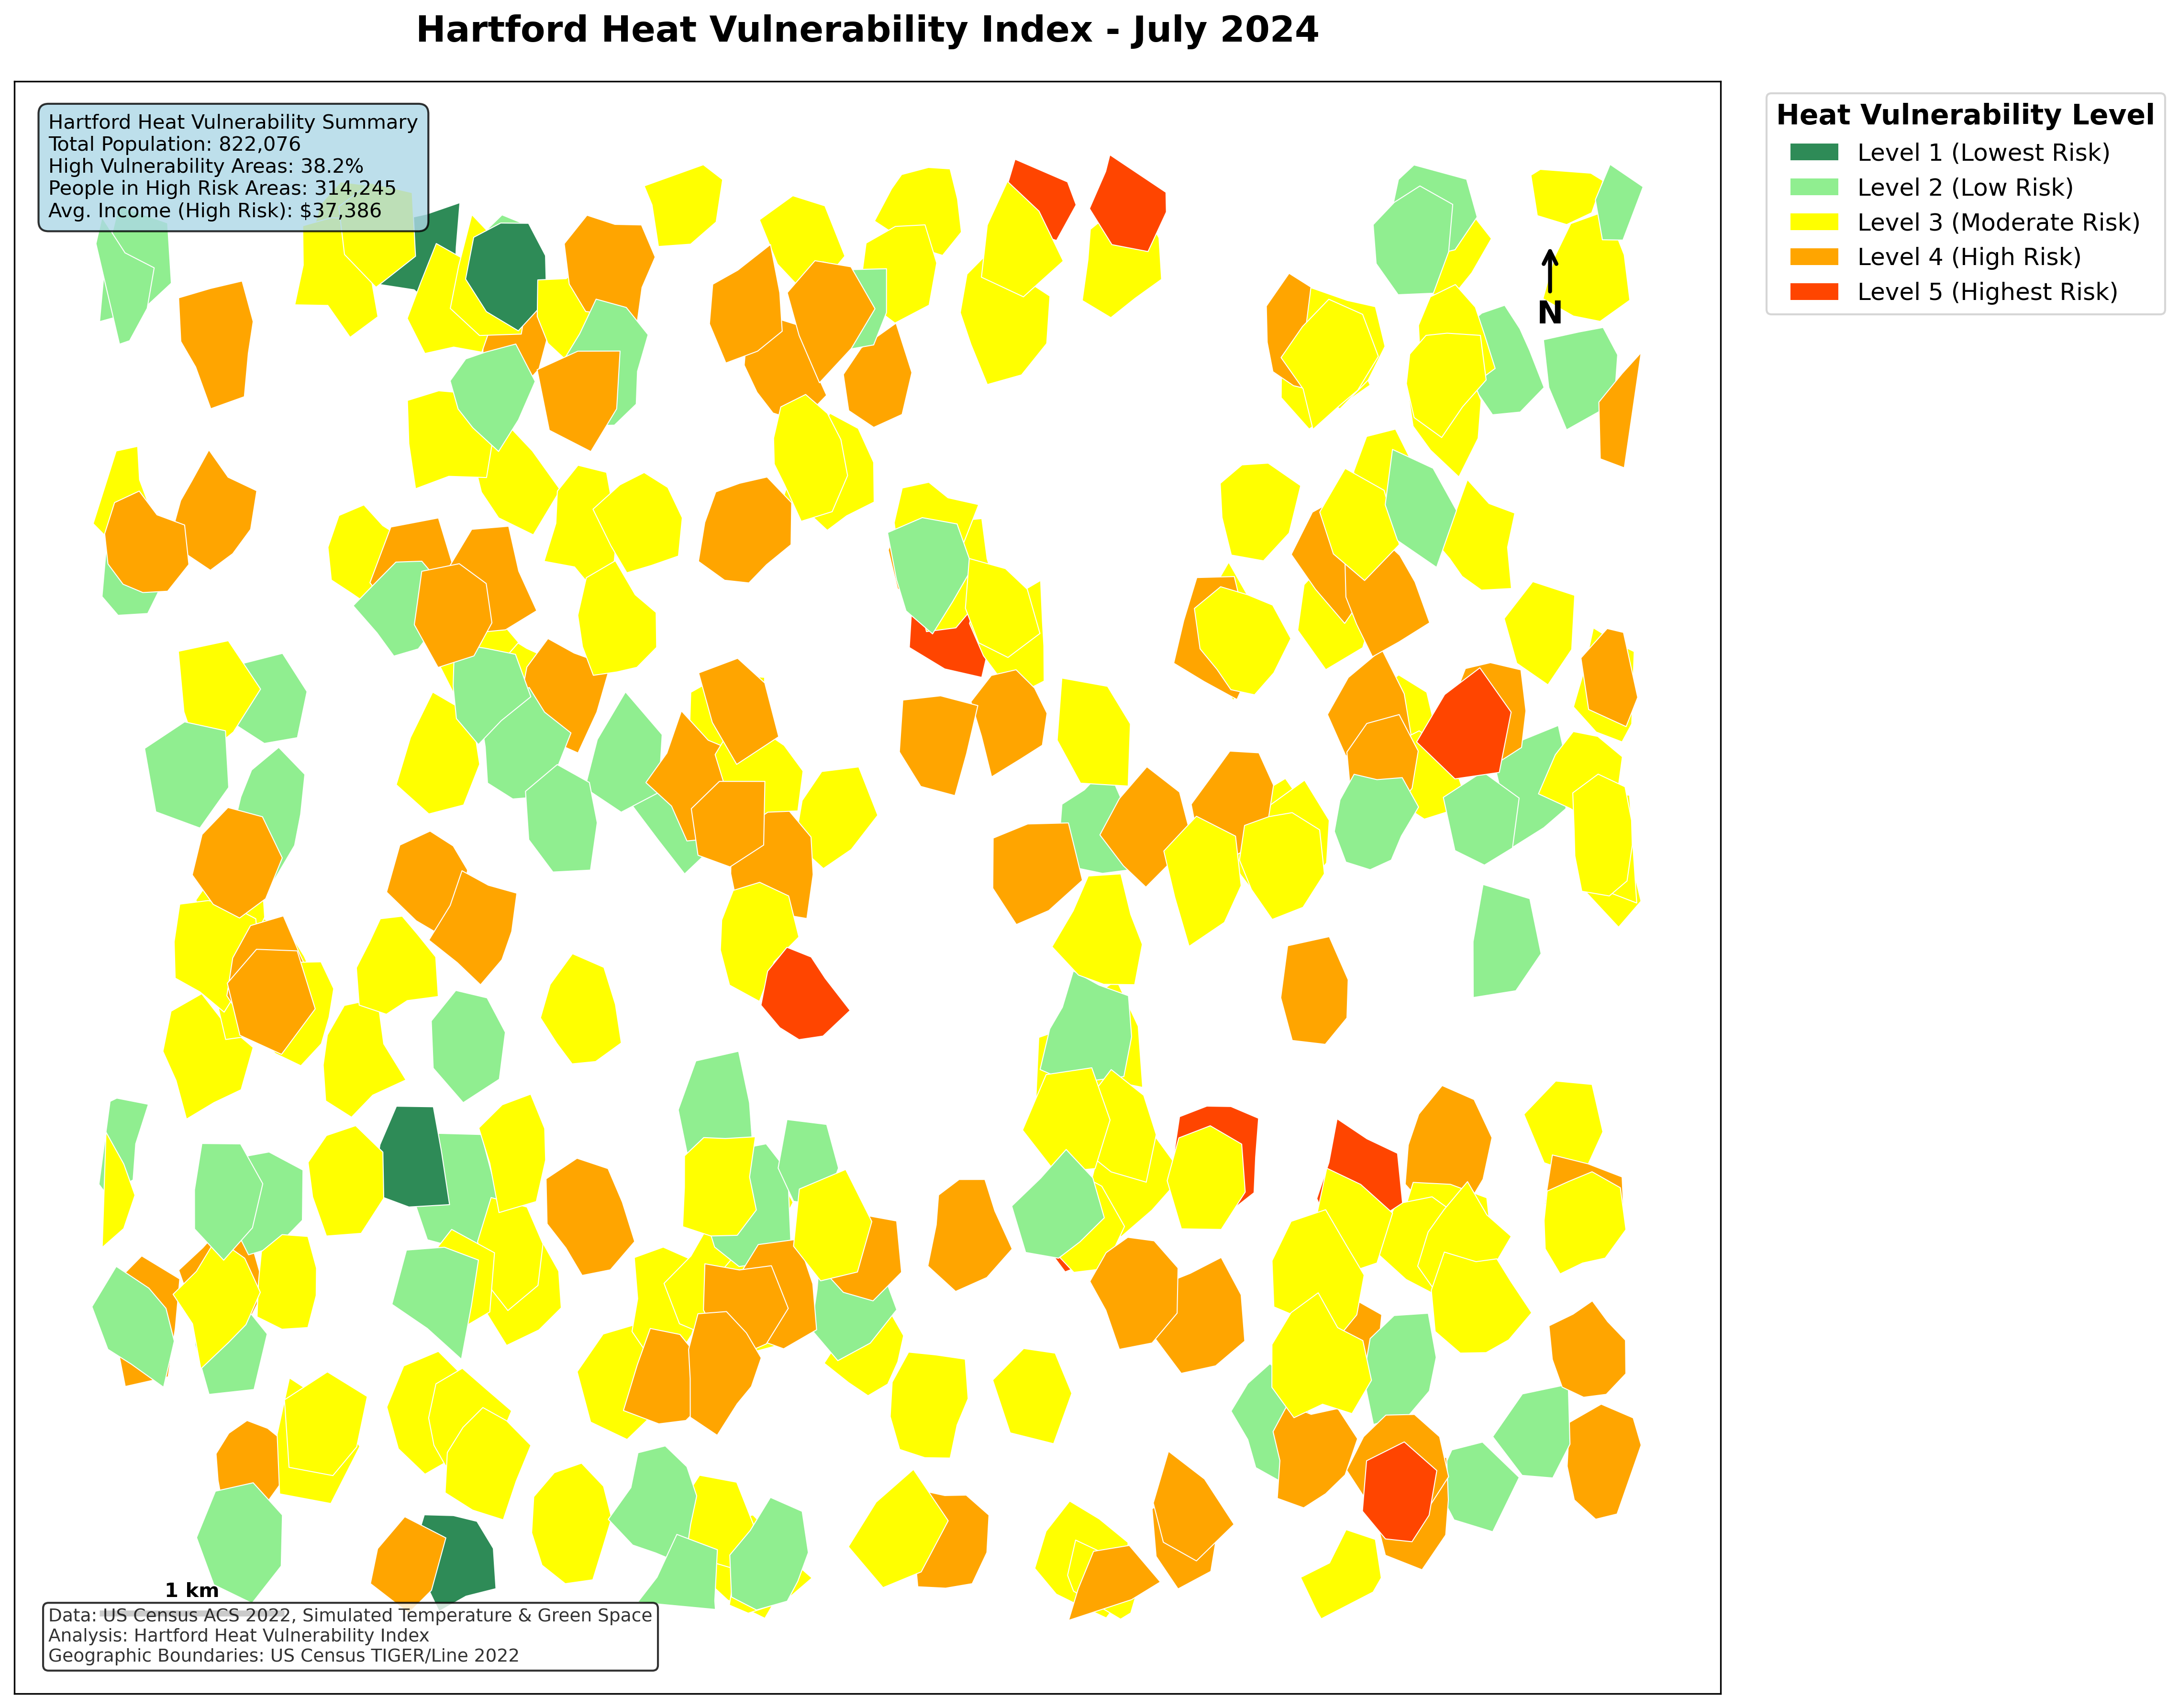 Hartford Heat Vulnerability Index - July 2024
Hartford Heat Vulnerability Summary
Total Population: 822,076
High Vulnerability Areas: 38.2%
People in High Risk Areas: 314,245
Avg. Income (High Risk): $37,386
Heat Vulnerability Level
Level 1 (Lowest Risk)
Level 2 (Low Risk)
Level 3 (Moderate Risk)
Level 4 (High Risk)
Level 5 (Highest Risk)
N
1 km
Data: US Census ACS 2022, Simulated Temperature & Green Space
Analysis: Hartford Heat Vulnerability Index
Geographic Boundaries: US Census TIGER/Line 2022